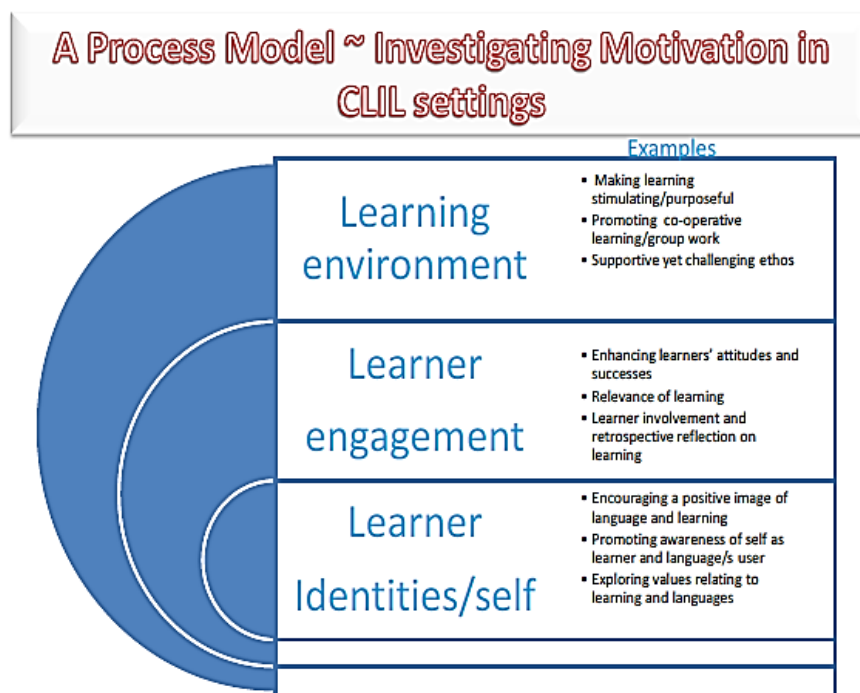 A Process Model ~ Investigating Motivation in
CLIL settings
Examples
Learning
environment
▪ Making learning
stimulating/purposeful
▪ Promoting co-operative
learning/group work
▪ Supportive yet challenging ethos
Learner
engagement
▪ Enhancing learners' attitudes and
successes
▪ Relevance of learning
▪ Learner involvement and
retrospective reflection on
learning
Learner
Identities/self
▪ Encouraging a positive image of
language and learning
▪ Promoting awareness of self as
learner and language/s user
▪ Exploring values relating to
learning and languages